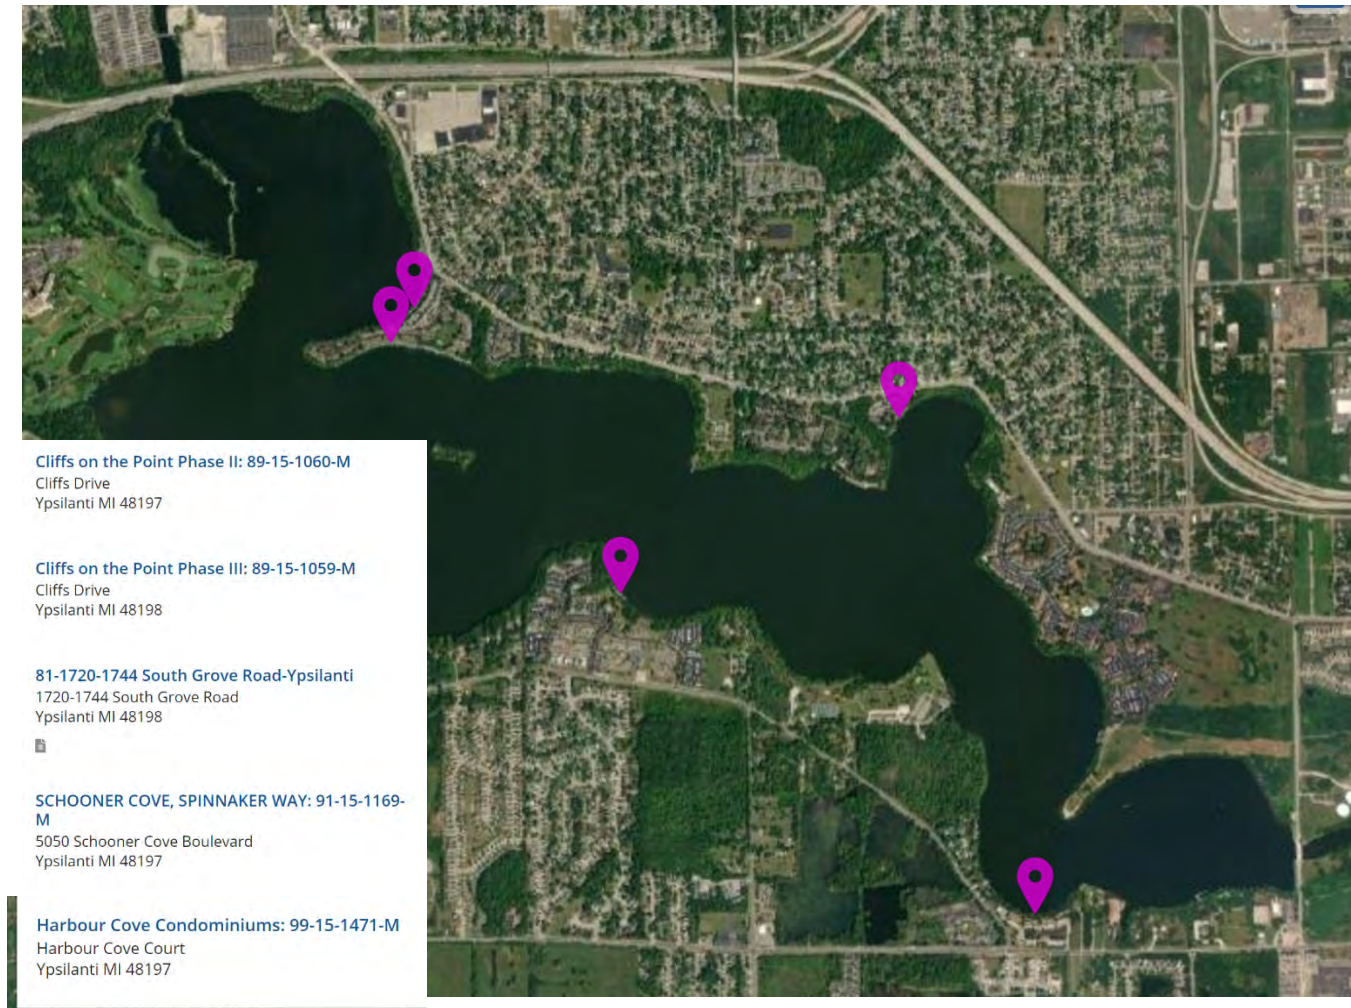 Cliffs on the Point Phase II: 89-15-1060-M
Cliffs Drive
Ypsilanti MI 48197
Cliffs on the Point Phase III: 89-15-1059-M
Cliffs Drive
Ypsilanti MI 48198
81-1720-1744 South Grove Road-Ypsilanti
1720-1744 South Grove Road
Ypsilanti MI 48198
SCHOONER COVE, SPINNAKER WAY: 91-15-1169-
M
5050 Schooner Cove Boulevard
Ypsilanti MI 48197
Harbour Cove Condominiums: 99-15-1471-M
Harbour Cove Court
Ypsilanti MI 48197